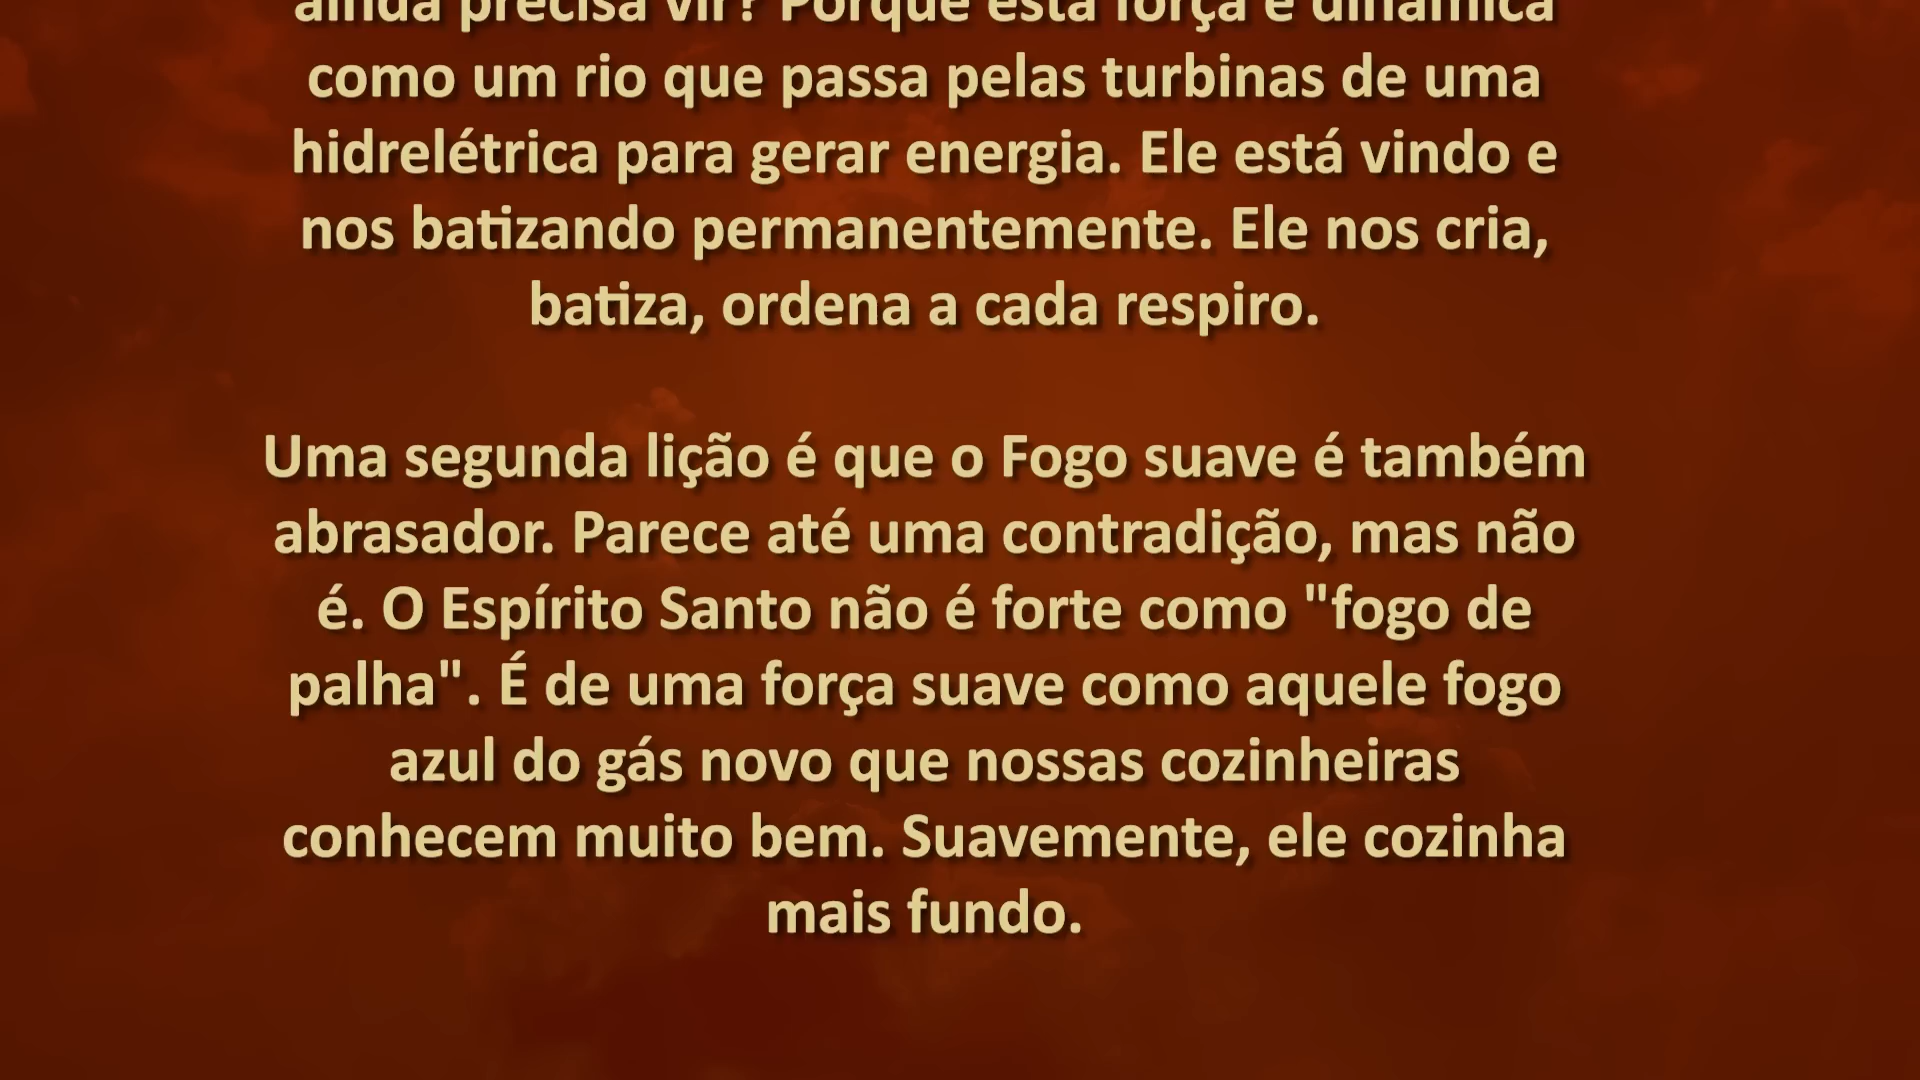 ainda precisa vir? Porque esta força é dinâmica
como um rio que passa pelas turbinas de uma
hidrelétrica para gerar energia. Ele está vindo e
nos batizando permanentemente. Ele nos cria,
batiza, ordena a cada respiro.
Uma segunda lição é que o Fogo suave é também
abrasador. Parece até uma contradição, mas não
é. O Espírito Santo não é forte como "fogo de
palha". É de uma força suave como aquele fogo
azul do gás novo que nossas cozinheiras
conhecem muito bem. Suavemente, ele cozinha
mais fundo.